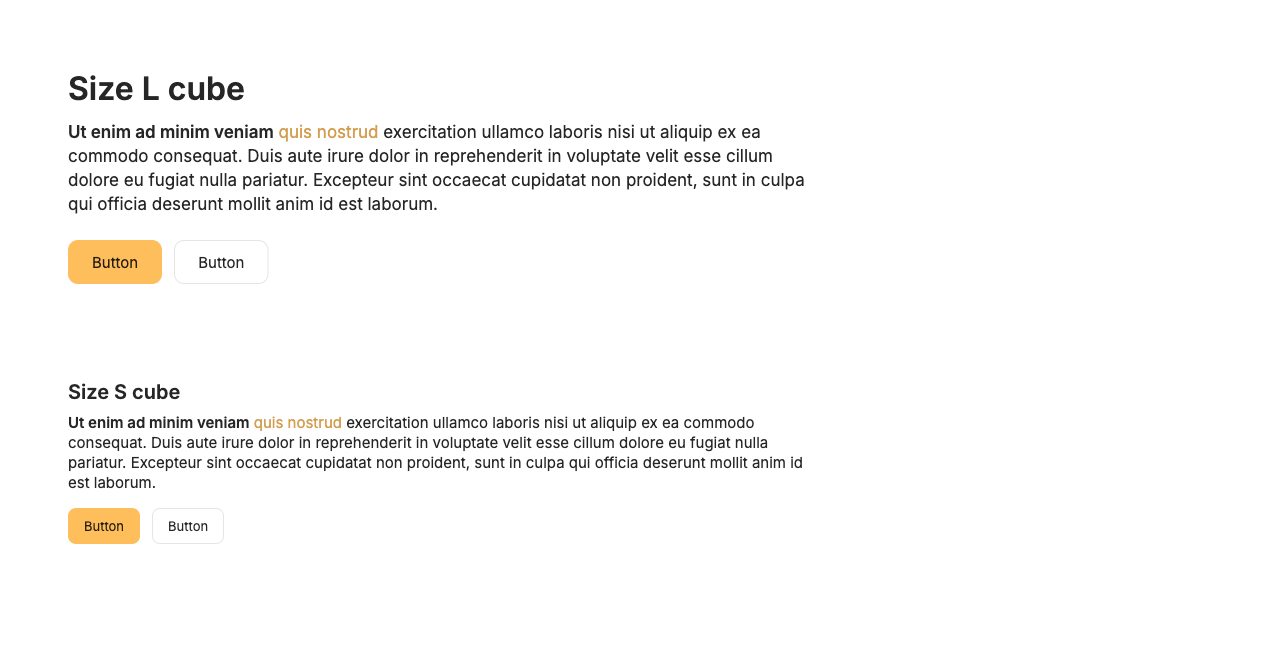 Size L cube
Ut enim ad minim veniam quis nostrud exercitation ullamco laboris nisi ut aliquip ex ea
commodo consequat. Duis aute irure dolor in reprehenderit in voluptate velit esse cillum
dolore eu fugiat nulla pariatur. Excepteur sint occaecat cupidatat non proident, sunt in culpa
qui officia deserunt mollit anim id est laborum.
Button Button
Size S cube
Ut enim ad minim veniam quis nostrud exercitation ullamco laboris nisi ut aliquip ex ea commodo
consequat. Duis aute irure dolor in reprehenderit in voluptate velit esse cillum dolore eu fugiat nulla
pariatur. Excepteur sint occaecat cupidatat non proident, sunt in culpa qui officia deserunt mollit anim id
est laborum.
Button Button